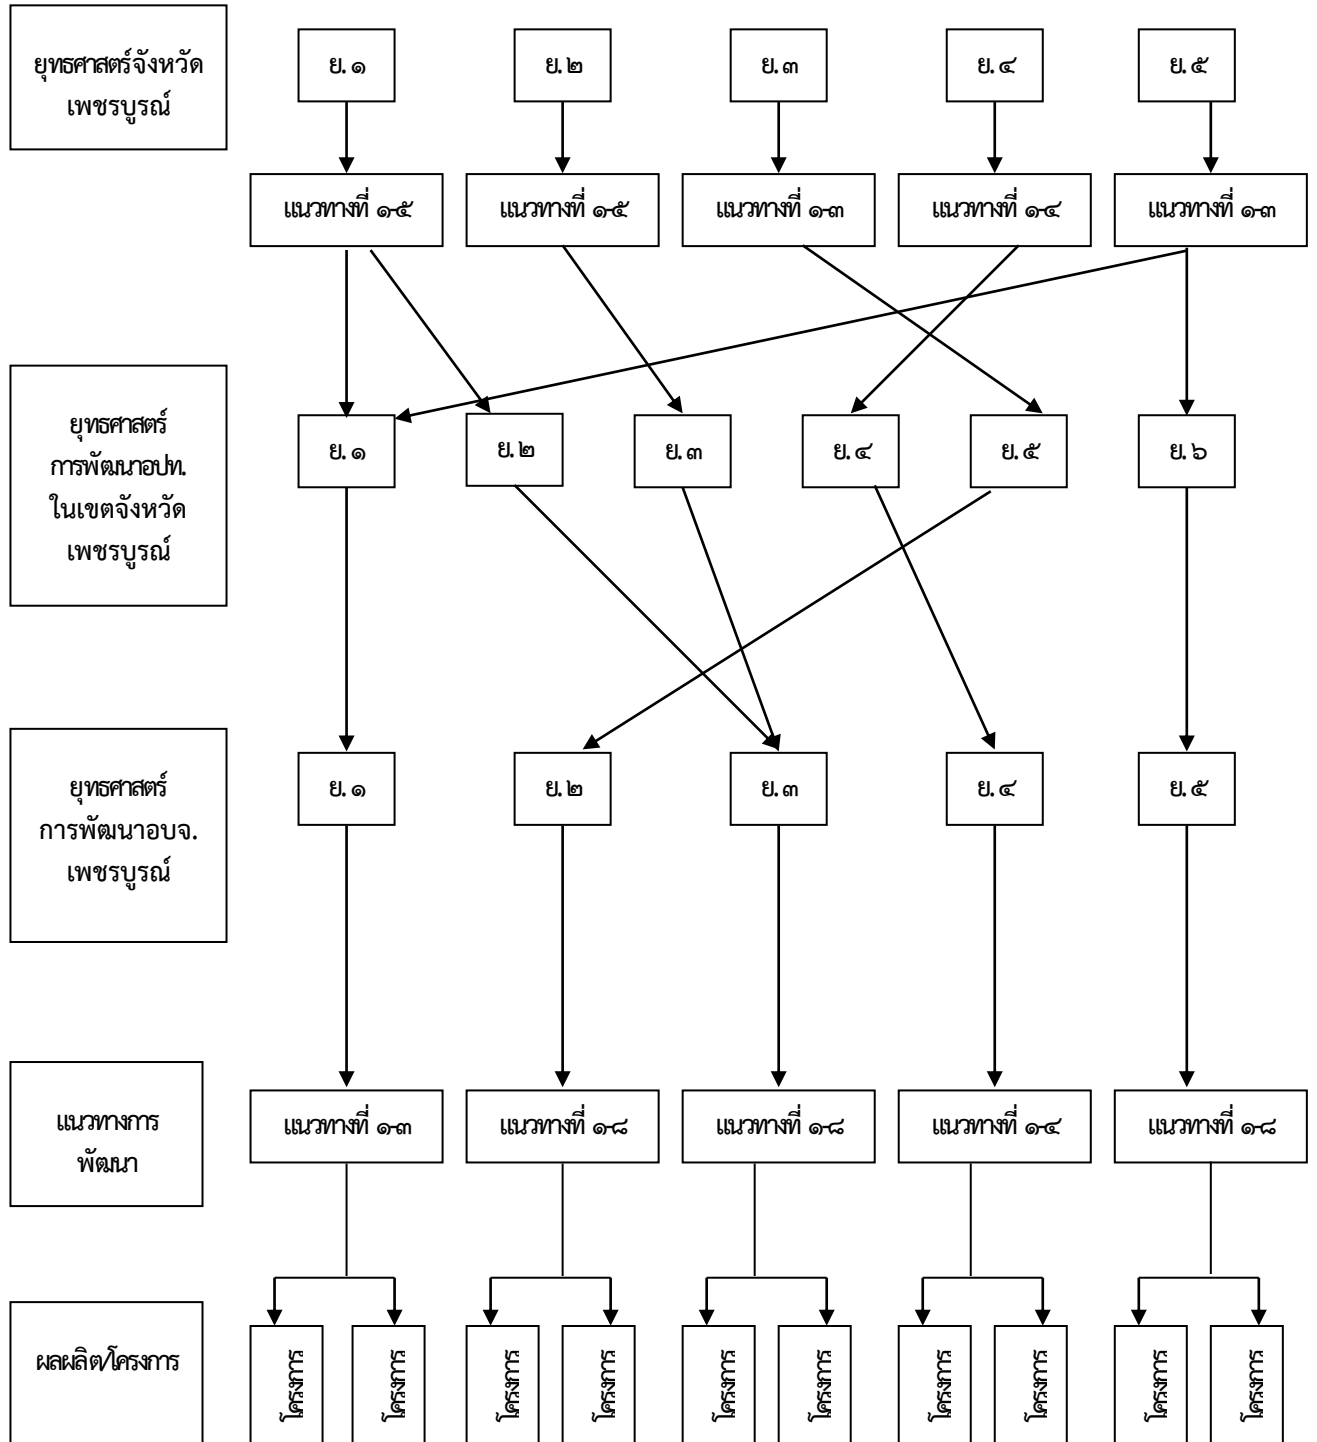 ยุทธศาสตร์จังหวัด
เพชรบูรณ์
ย. ๑
ย. ๒
ย. ๓
ย. ๔
ย. ๕
แนวทางที่ ๑-๕
แนวทางที่ ๑-๕
แนวทางที่ ๑-๓
แนวทางที่ ๑-๔
แนวทางที่ ๑-๓
ยุทธศาสตร์
การพัฒนาอปท.
ในเขตจังหวัด
เพชรบูรณ์
ย. ๑
ย. ๒
ย. ๓
ย. ๔
ย. ๕
ย. ๖
ยุทธศาสตร์
การพัฒนาอบจ.
เพชรบูรณ์
ย. ๑
ย. ๒
ย. ๓
ย. ๔
ย. ๕
แนวทางการ
พัฒนา
แนวทางที่ ๑-๓
แนวทางที่ ๑-๘
แนวทางที่ ๑-๘
แนวทางที่ ๑-๔
แนวทางที่ ๑-๘
ผลผลิต/โครงการ
โครงการ
โครงการ
โครงการ
โครงการ
โครงการ
โครงการ
โครงการ
โครงการ
โครงการ
โครงการ